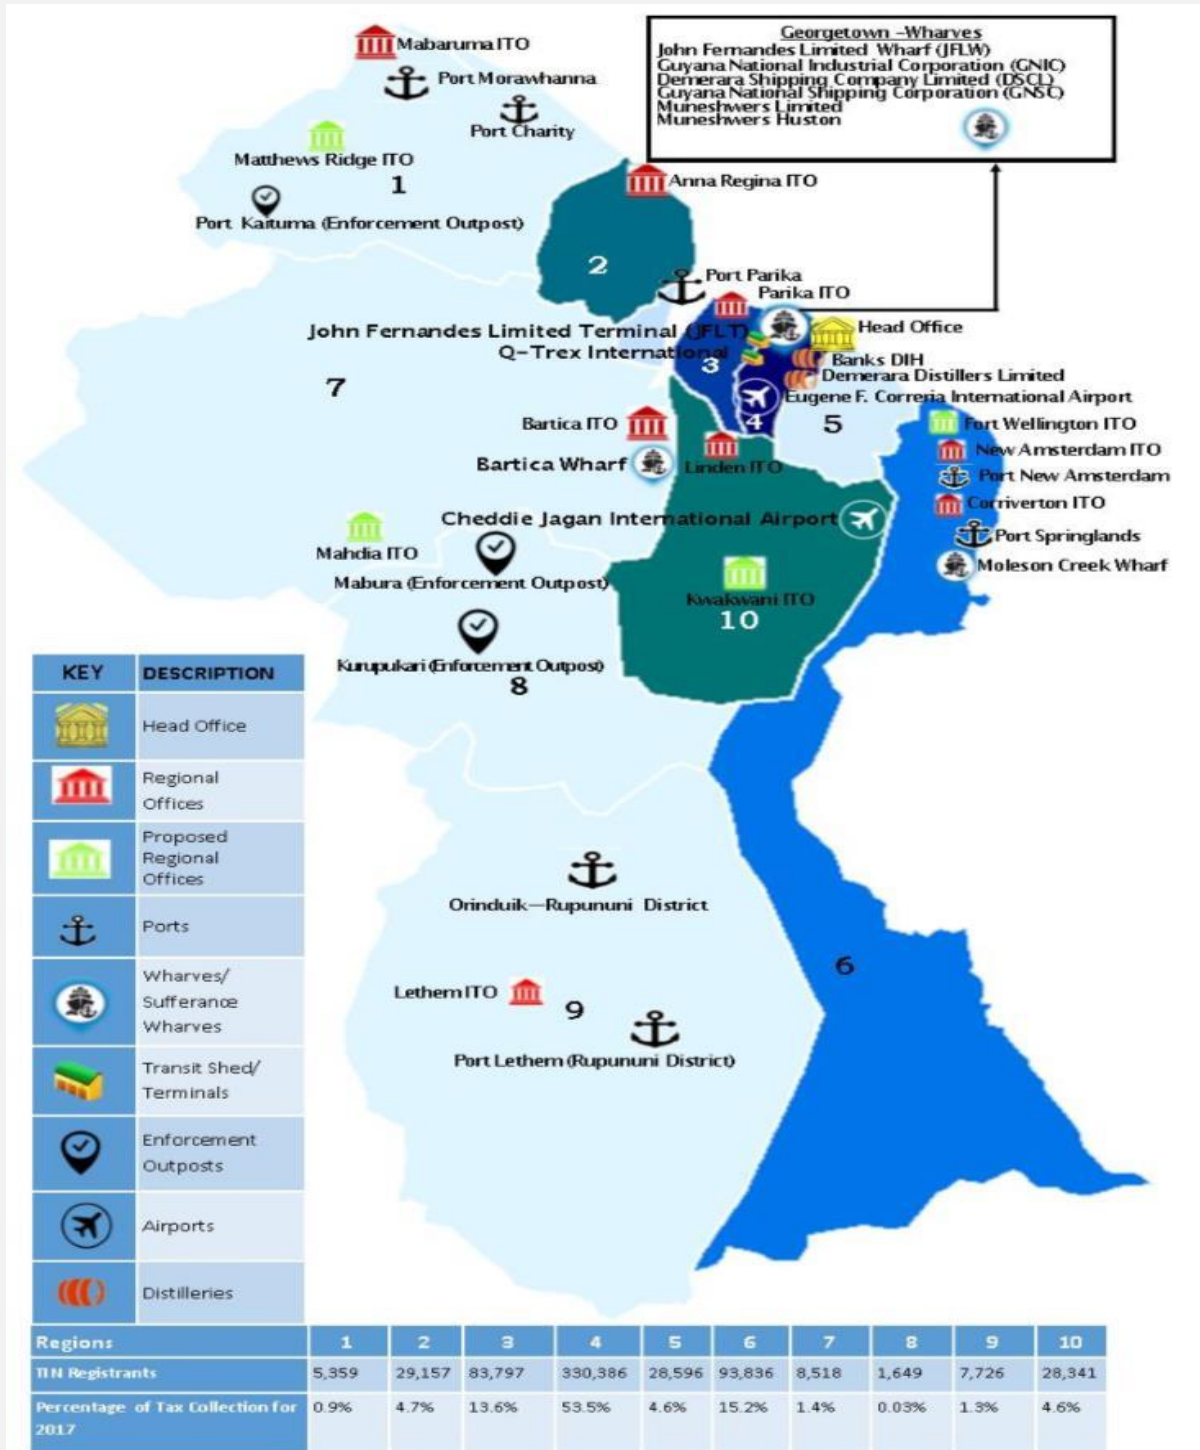 Georgetown –Wharves
John Fernandes Limited Wharf (JFLW)
Guyana National Industrial Corporation (GNIC)
Demerara Shipping Company Limited (DSCL)
Guyana National Shipping Corporation (GNSC)
Muneshwers Limited
Muneshwers Huston
Mabaruma ITO
Port Morawhanna
Port Charity
Matthews Ridge ITO
1
Port Kaituma (Enforcement Outpost)
Anna Regina ITO
2
Port Parika
Parika ITO
John Fernandes Limited Terminal (JFLT)
Q-Trex International
Head Office
Banks DIH
Demerara Distillers Limited
Eugene F. Correria International Airport
3
4
5
7
Bartica ITO
Bartica Wharf
Linden ITO
Fort Wellington ITO
New Amsterdam ITO
Port New Amsterdam
Corriverton ITO
Port Springlands
Moleson Creek Wharf
Cheddie Jagan International Airport
Mahdia ITO
Mabura (Enforcement Outpost)
Kwakwani ITO
10
Kurupukari (Enforcement Outpost)
8
Orinduik—Rupununi District
6
Lethem ITO
9
Port Lethem (Rupununi District)
KEY DESCRIPTION
Head Office
Regional
Offices
Proposed
Regional
Offices
Ports
Wharves/
Sufferance
Wharves
Transit Shed/
Terminals
Enforcement
Outposts
Airports
Distilleries
Regions 1 2 3 4 5 6 7 8 9 10
TIN Registrants 5,359 29,157 83,797 330,386 28,596 93,836 8,518 1,649 7,726 28,341
Percentage of Tax Collection for 0.9% 4.7% 13.6% 53.5% 4.6% 15.2% 1.4% 0.03% 1.3% 4.6%
2017